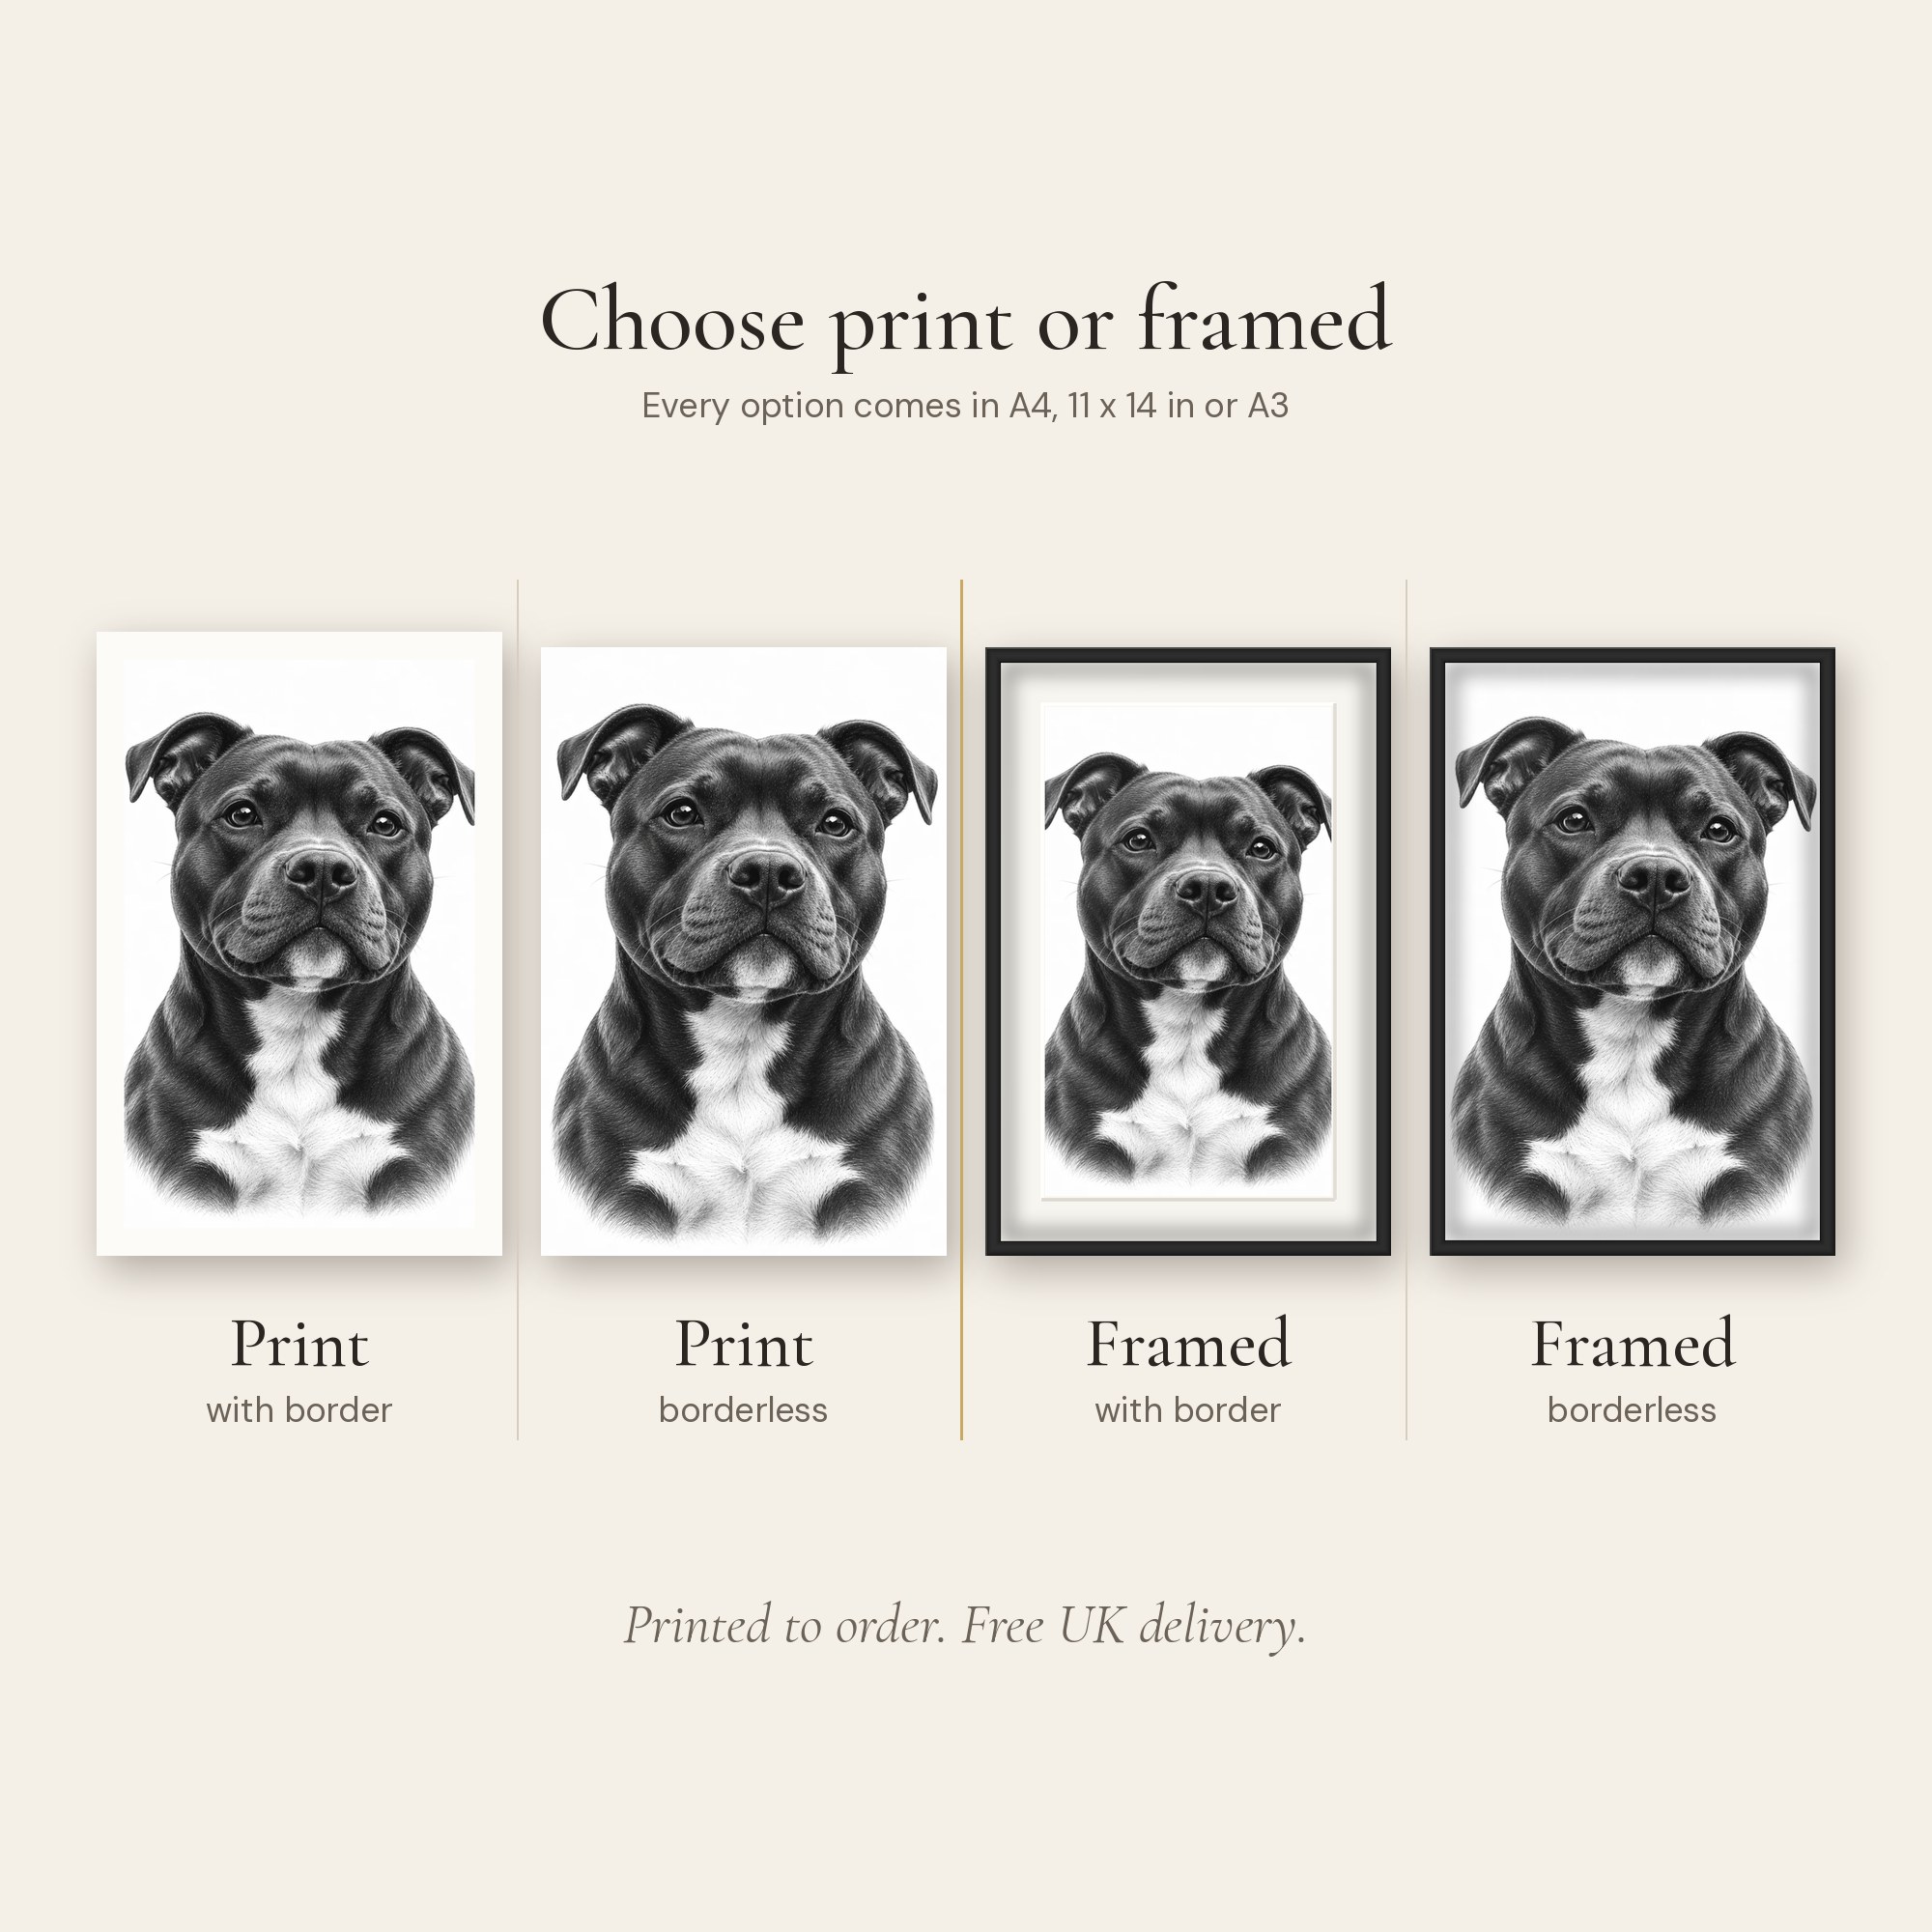 Choose print or framed
Every option comes in A4, 11 x 14 in or A3
Print
with border
Print
borderless
Framed
with border
Framed
borderless
Printed to order. Free UK delivery.